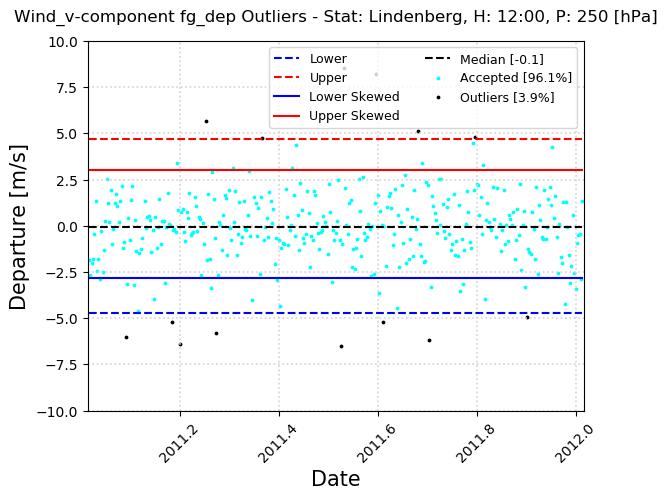 Wind_v-component fg_dep Outliers - Stat: Lindenberg, H: 12:00, P: 250 [hPa]
Lower
Upper
Lower Skewed
Upper Skewed
Median [-0.1]
Accepted [96.1%]
Outliers [3.9%]
Departure [m/s]
10.0
7.5
5.0
2.5
0.0
−2.5
−5.0
−7.5
−10.0
2011.2
2011.4
2011.6
2011.8
2012.0
Date